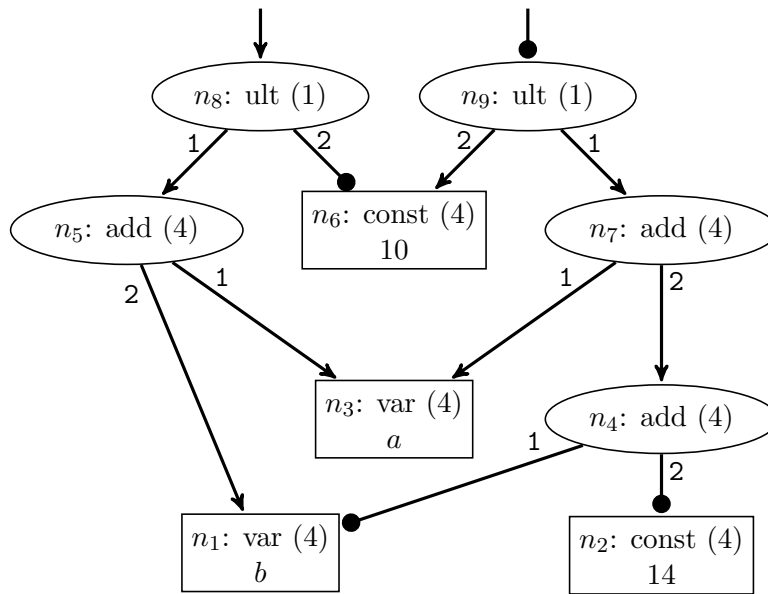 n₈: ult (1)
n₉: ult (1)
1
2
2
1
n₅: add (4)
n₆: const (4)
10
n₇: add (4)
2
1
1
2
n₃: var (4)
a
n₄: add (4)
1
2
n₁: var (4)
b
n₂: const (4)
14